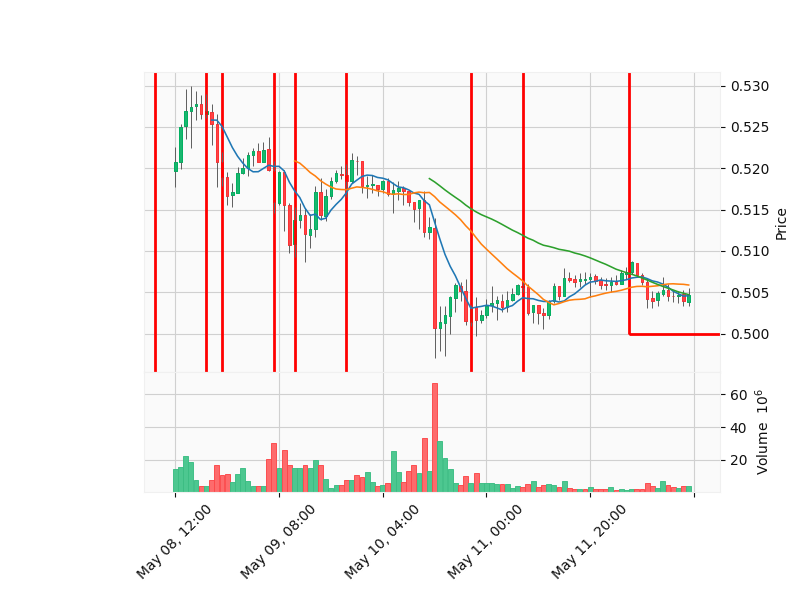 0.530
0.525
0.520
0.515
0.510
0.505
0.500
Price
60
40
20
Volume 10^6
May 08, 12:00
May 09, 08:00
May 10, 04:00
May 11, 00:00
May 11, 20:00